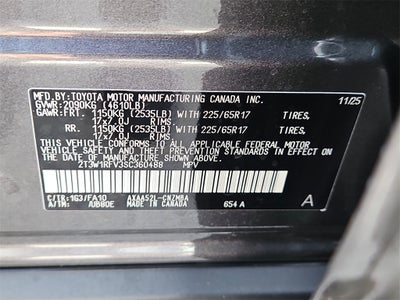 MFD.BY:TOYOTA MOTOR MANUFACTURING CANADA INC. 11/25
GVWR: 2090KG (4610LB)
GAWR: FRT. 1150KG (2535LB) WITH 225/65R17 TIRES,
17x7.0J RIMS
RR. 1150KG (2535LB) WITH 225/65R17 TIRES,
17x7.0J RIMS
THIS VEHICLE CONFORMS TO ALL APPLICABLE FEDERAL MOTOR
VEHICLE SAFETY AND THEFT PREVENTION STANDARDS IN EFFECT
ON THE DATE OF MANUFACTURE SHOWN ABOVE.
2T3W1RFV3SC360488 MPV
C/TR:1G3/FA10 AXAA52L-CNZMBA A
A/TM: MADE IN CANADA 654 A